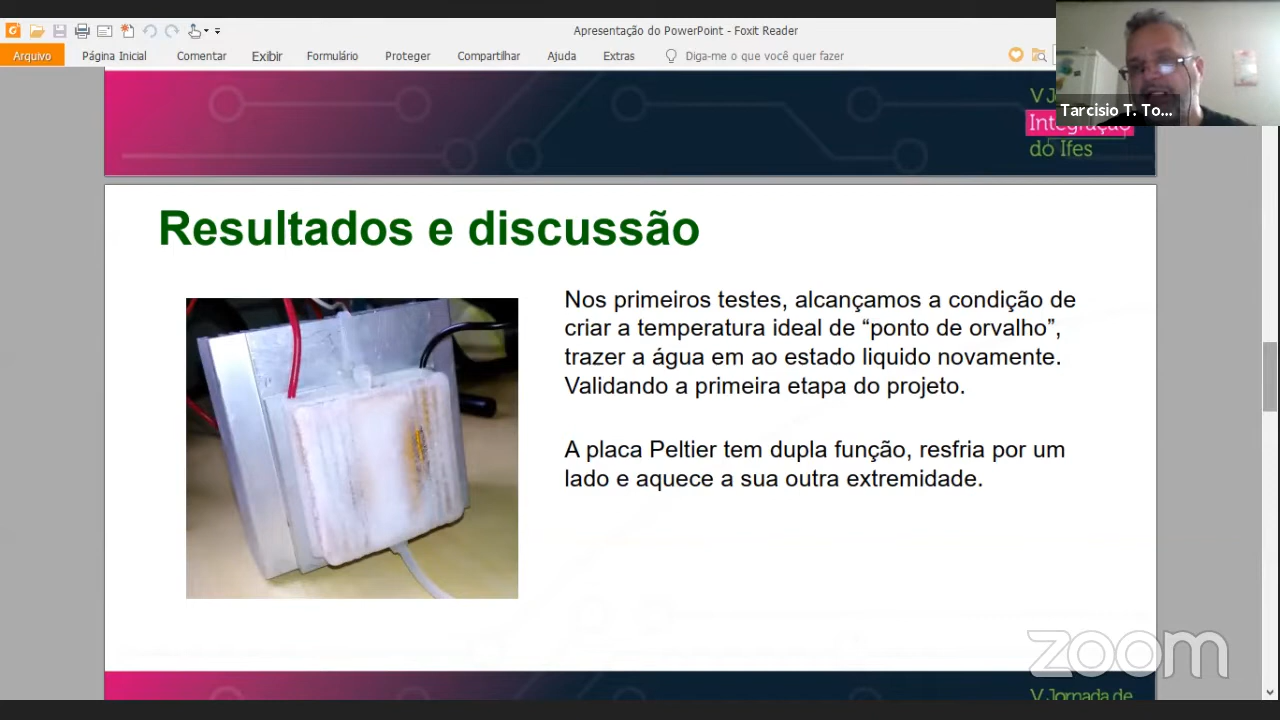 Apresentação do PowerPoint - Foxit Reader
Arquivo Página Inicial Comentar Exibir Formulário Proteger Compartilhar Ajuda Extras Diga-me o que você quer fazer
Tarcisio T. To...
Integração
do Ifes
Resultados e discussão
Nos primeiros testes, alcançamos a condição de
criar a temperatura ideal de “ponto de orvalho”,
trazer a água em ao estado liquido novamente.
Validando a primeira etapa do projeto.
A placa Peltier tem dupla função, resfria por um
lado e aquece a sua outra extremidade.
zoom
V Jornada de